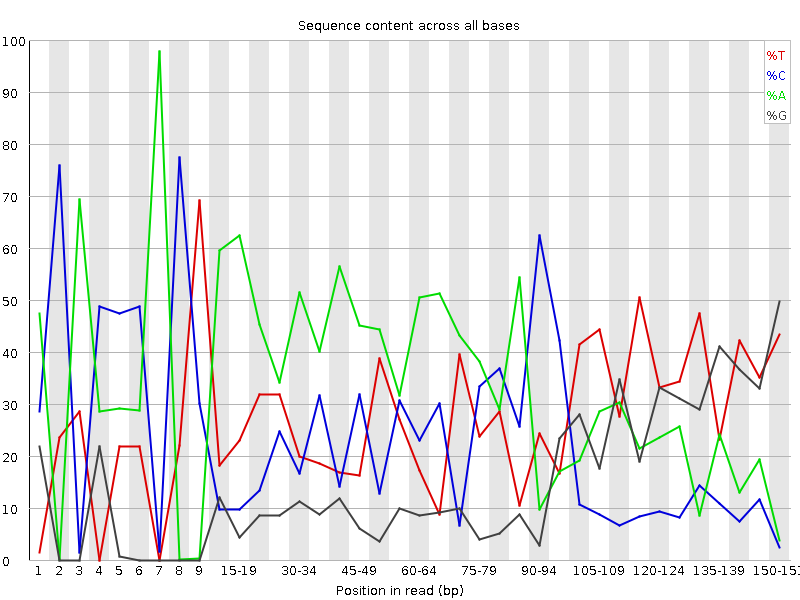 Sequence content across all bases
100
90
80
70
60
50
40
30
20
10
0
%T
%C
%A
%G
1 2 3 4 5 6 7 8 9 15-19 30-34 45-49 60-64 75-79 90-94 105-109 120-124 135-139 150-151
Position in read (bp)